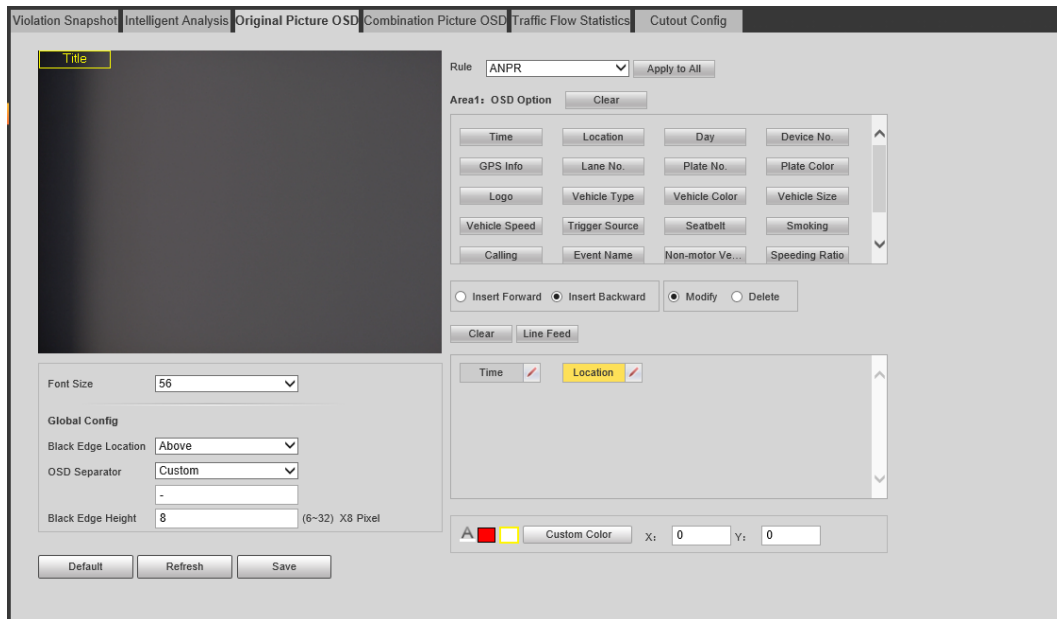 Violation Snapshot Intelligent Analysis Original Picture OSD Combination Picture OSD Traffic Flow Statistics Cutout Config
Title
Rule ANPR Apply to All
Area1: OSD Option Clear
Time Location Day Device No.
GPS Info Lane No. Plate No. Plate Color
Logo Vehicle Type Vehicle Color Vehicle Size
Vehicle Speed Trigger Source Seatbelt Smoking
Calling Event Name Non-motor Ve... Speeding Ratio
Insert Forward Insert Backward Modify Delete
Clear Line Feed
Time Location
Font Size 56
Global Config
Black Edge Location Above
OSD Separator Custom
-
Black Edge Height 8 (6~32) X8 Pixel
A Custom Color X: 0 Y: 0
Default Refresh Save